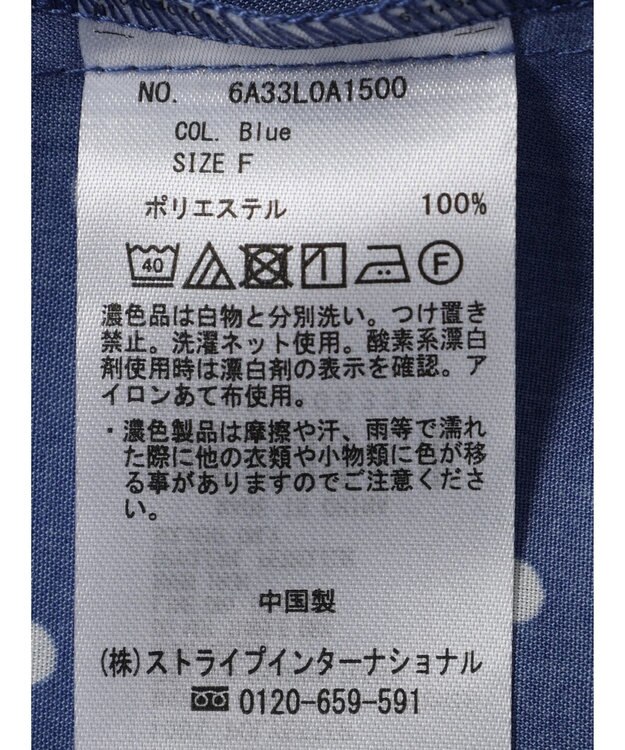 NO. 6A33L0A1500
COL. Blue
SIZE F
ポリエステル 100%
40 F
濃色品は白物と分別洗い。つけ置き
禁止。洗濯ネット使用。酸素系漂白
剤使用時は漂白剤の表示を確認。ア
イロンあて布使用。
・濃色製品は摩擦や汗、雨等で濡れ
た際に他の衣類や小物類に色が移
る事がありますのでご注意くださ
い。
中国製
(株)ストライプインターナショナル
0120-659-591